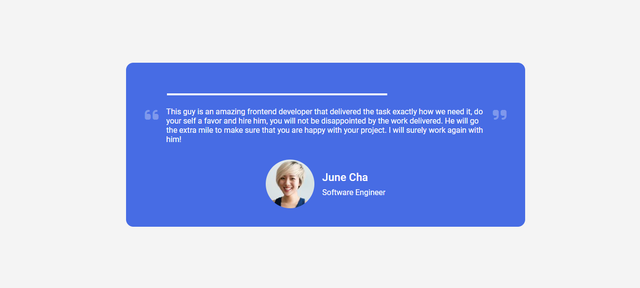 This guy is an amazing frontend developer that delivered the task exactly how we need it, do
your self a favor and hire him, you will not be disappointed by the work delivered. He will go
the extra mile to make sure that you are happy with your project. I will surely work again with
him!
June Cha
Software Engineer